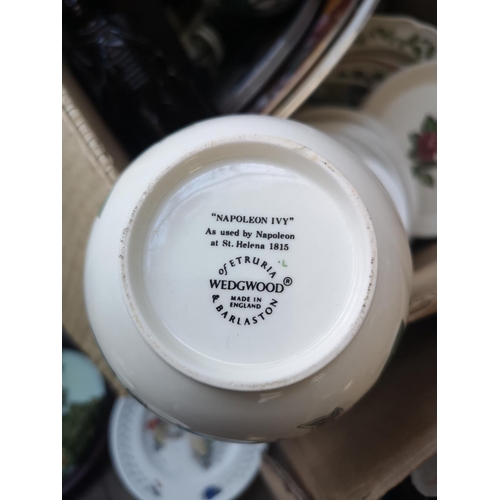 "NAPOLEON IVY"
As used by Napoleon
at St. Helena 1815
of ETRURIA
WEDGWOOD®
MADE IN
ENGLAND
& BARLASTON